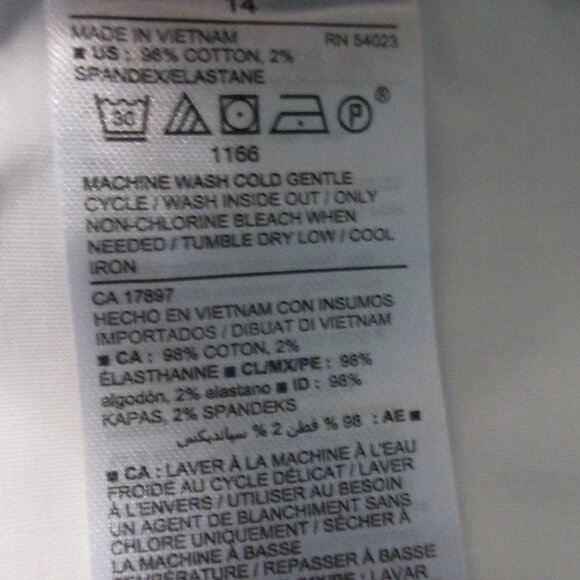 14
MADE IN VIETNAM RN 54023
■ US : 98% COTTON, 2%
SPANDEX/ELASTANE
30 P ®
1166
MACHINE WASH COLD GENTLE
CYCLE / WASH INSIDE OUT / ONLY
NON-CHLORINE BLEACH WHEN
NEEDED / TUMBLE DRY LOW / COOL
IRON
CA 17897
HECHO EN VIETNAM CON INSUMOS
IMPORTADOS / DIBUAT DI VIETNAM
■ CA : 98% COTON, 2%
ÉLASTHANNE ■ CL/MX/PE : 98%
algodón, 2% elastano ■ ID : 98%
KAPAS, 2% SPANDEKS
■ AE : 98 % قطن 2 % سباندیکس
■ CA : LAVER À LA MACHINE À L'EAU
FROIDE AU CYCLE DÉLICAT / LAVER
À L'ENVERS / UTILISER AU BESOIN
UN AGENT DE BLANCHIMENT SANS
CHLORE UNIQUEMENT / SÉCHER À
LA MACHINE À BASSE
TEMPÉRATURE / REPASSER À BASSE
LAVAR